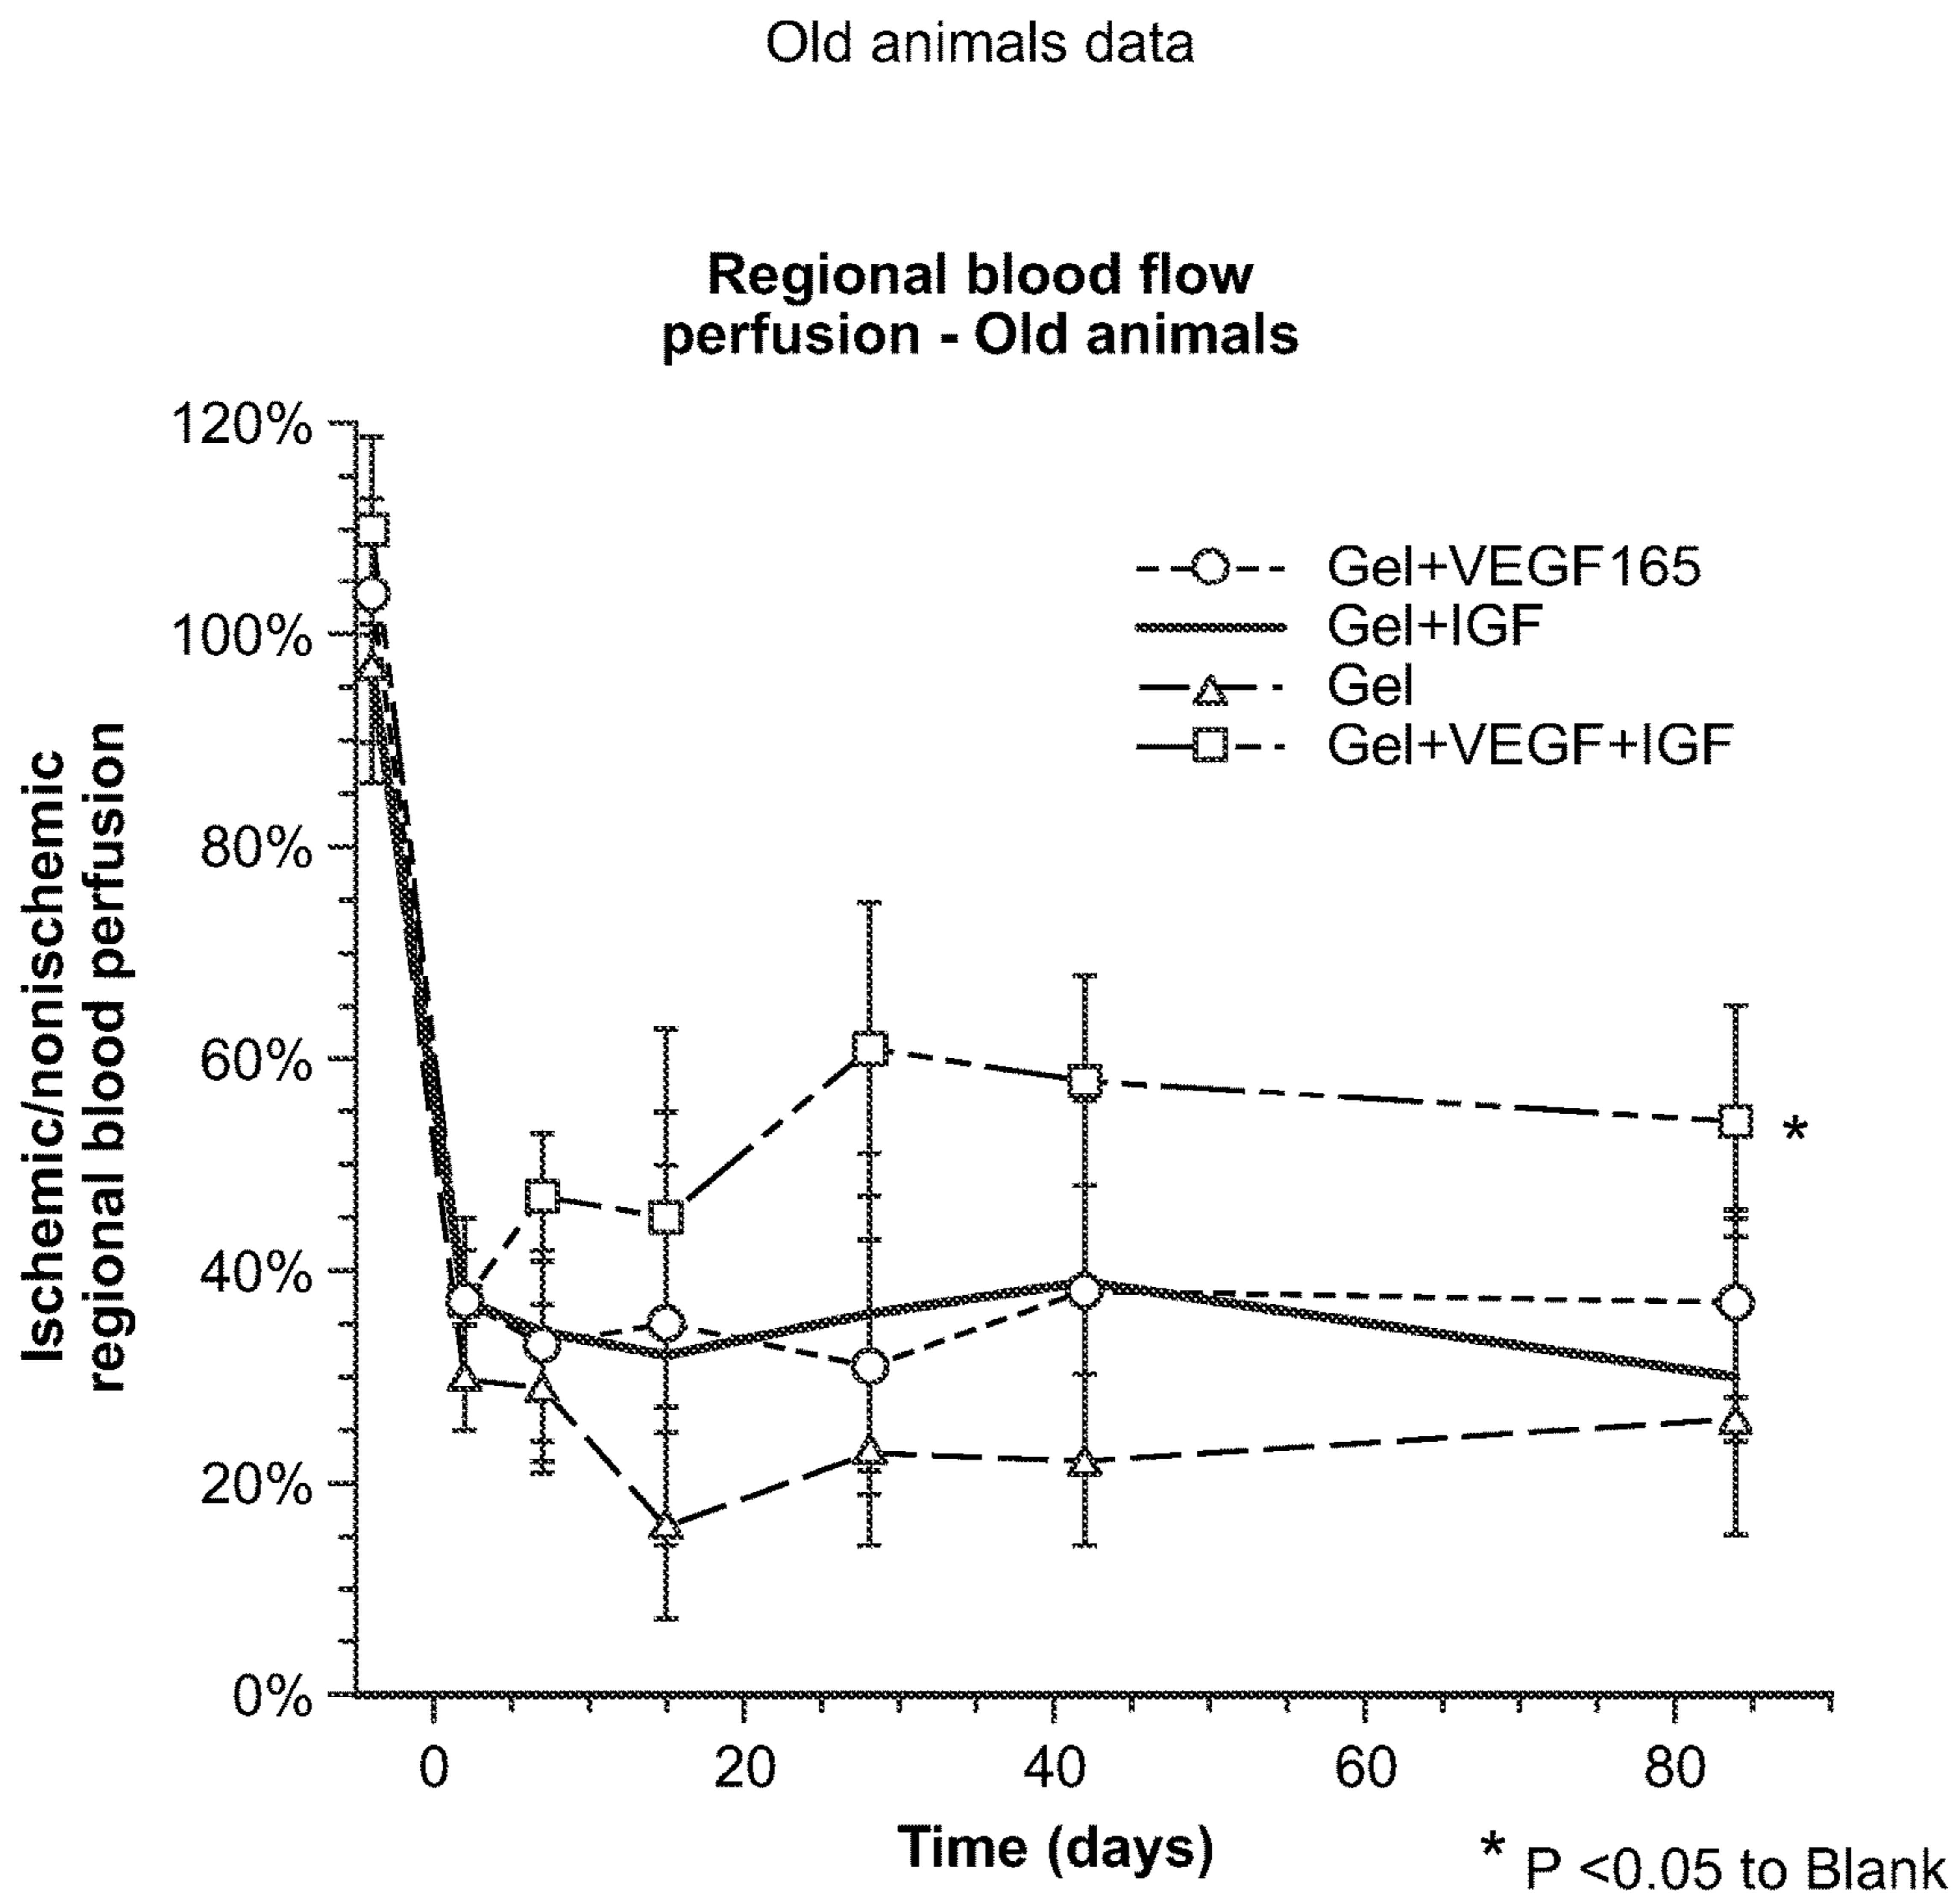 Old animals data
Regional blood flow
perfusion - Old animals
120%
100%
80%
60%
40%
20%
0%
Ischemic/nonischemic
regional blood perfusion
Gel+VEGF165
Gel+IGF
Gel
Gel+VEGF+IGF
*
0 20 40 60 80
Time (days)
* P <0.05 to Blank